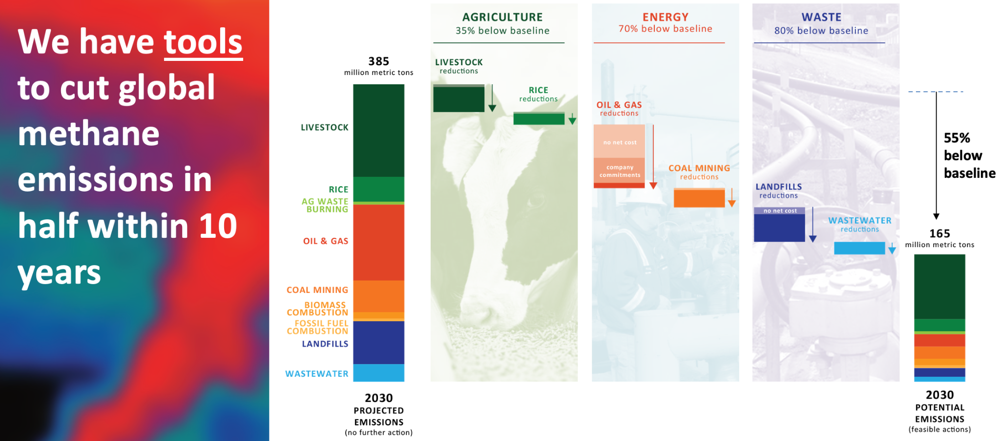 We have tools
to cut global
methane
emissions in
half within 10
years
385
million metric tons
LIVESTOCK
RICE
AG WASTE
BURNING
OIL & GAS
COAL MINING
BIOMASS
COMBUSTION
FOSSIL FUEL
COMBUSTION
LANDFILLS
WASTEWATER
2030
PROJECTED
EMISSIONS
(no further action)
AGRICULTURE
35% below baseline
LIVESTOCK
reductions
RICE
reductions
ENERGY
70% below baseline
OIL & GAS
reductions
no net cost
company
commitments
COAL MINING
reductions
WASTE
80% below baseline
LANDFILLS
reductions
no net cost
WASTEWATER
reductions
55%
below
baseline
165
million metric tons
2030
POTENTIAL
EMISSIONS
(feasible actions)